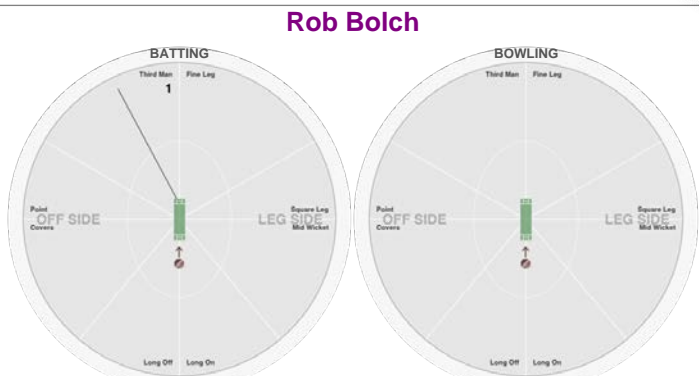 Rob Bolch
BATTING
BOWLING
Third Man
Fine Leg
1
Third Man
Fine Leg
Point
OFF SIDE
Covers
Square Leg
LEG SIDE
Mid Wicket
Point
OFF SIDE
Covers
Square Leg
LEG SIDE
Mid Wicket
Long Off
Long On
Long Off
Long On